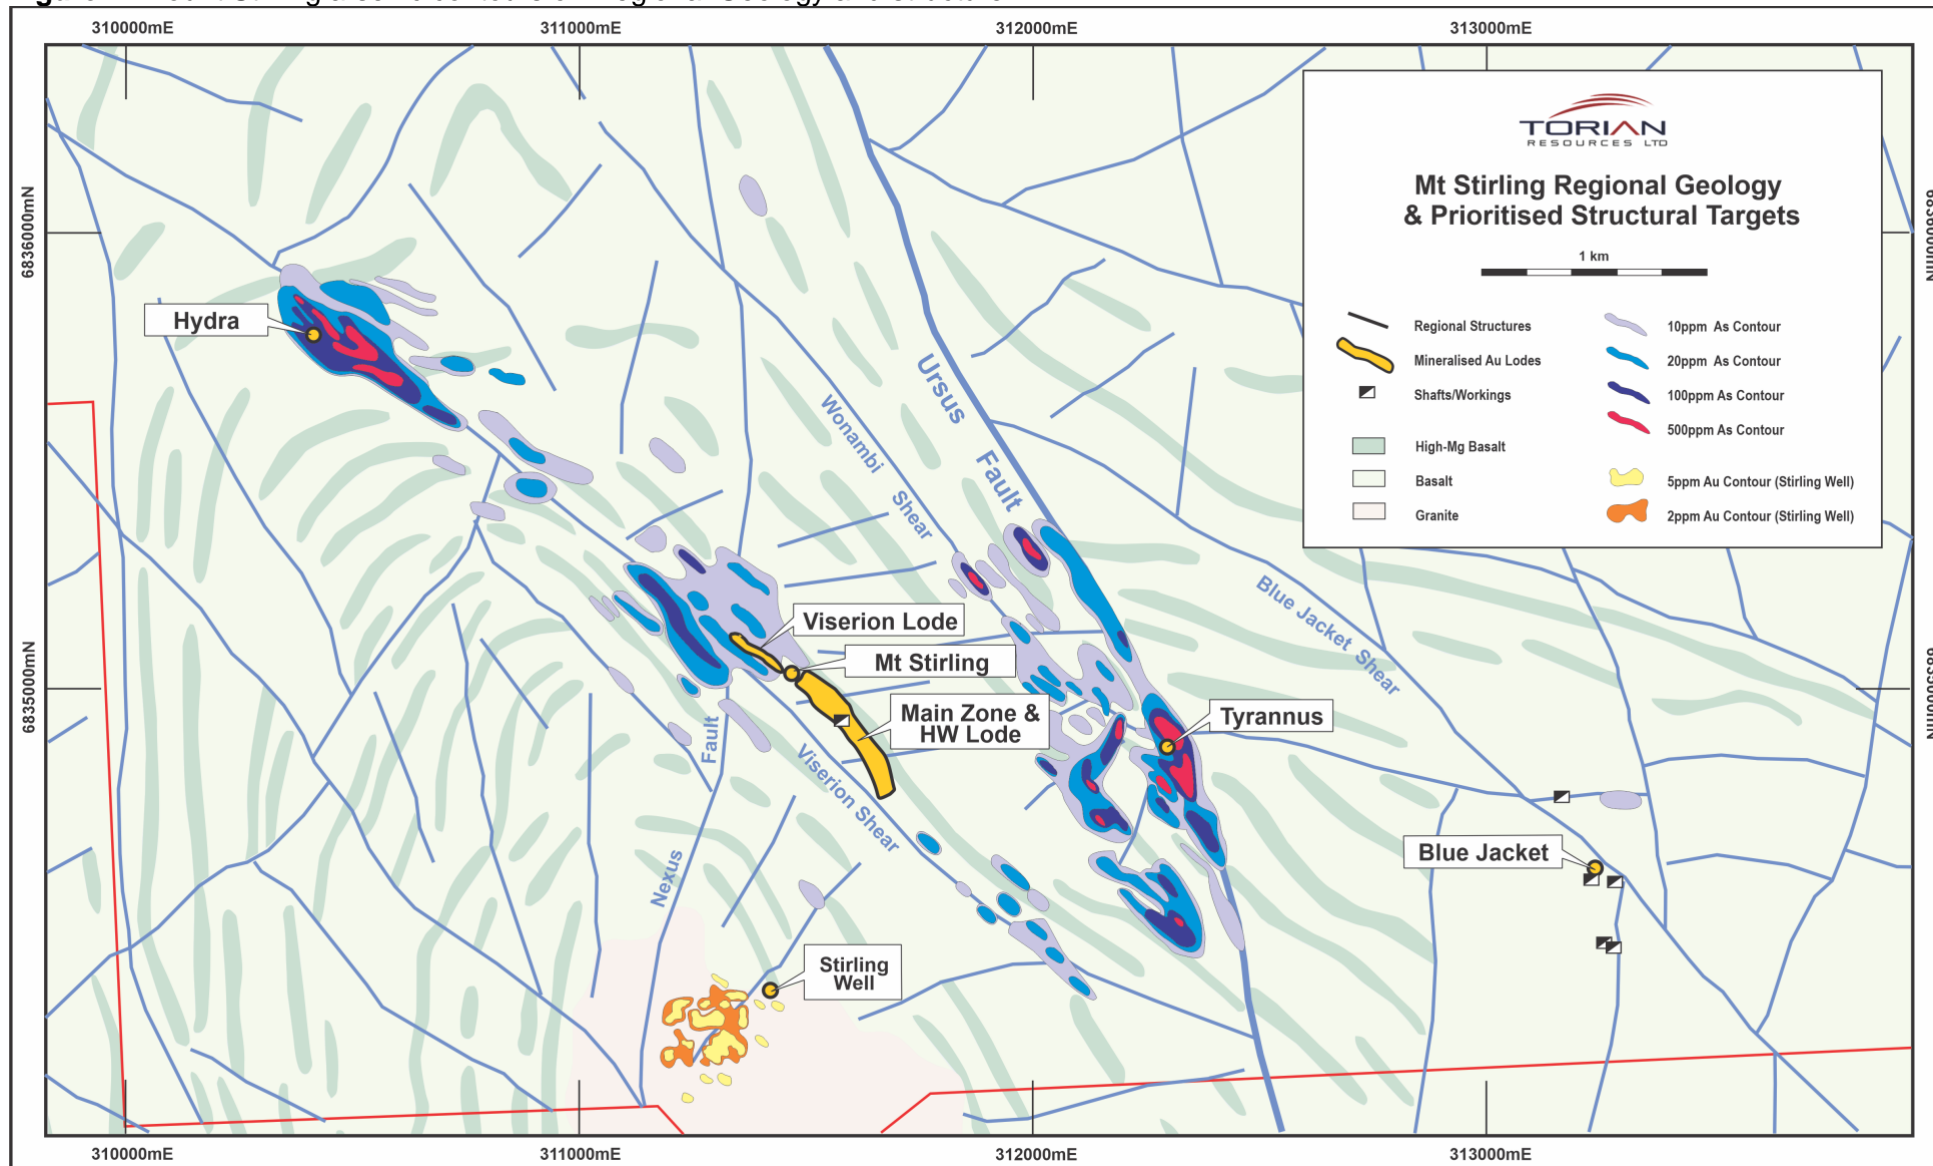 310000mE
311000mE
312000mE
313000mE
TORIAN
RESOURCES LTD
Mt Stirling Regional Geology
& Prioritised Structural Targets
1 km
Regional Structures
Mineralised Au Lodes
Shafts/Workings
High-Mg Basalt
Basalt
Granite
10ppm As Contour
20ppm As Contour
100ppm As Contour
500ppm As Contour
5ppm Au Contour (Stirling Well)
2ppm Au Contour (Stirling Well)
6836000mN
6836000mN
Hydra
Ursus
Fault
Wonambi
Shear
Blue Jacket Shear
Viserion Lode
Mt Stirling
Main Zone &
HW Lode
Tyrannus
6835000mN
6835000mN
Viserion Shear
Nexus
Fault
Blue Jacket
Stirling
Well
310000mE
311000mE
312000mE
313000mE